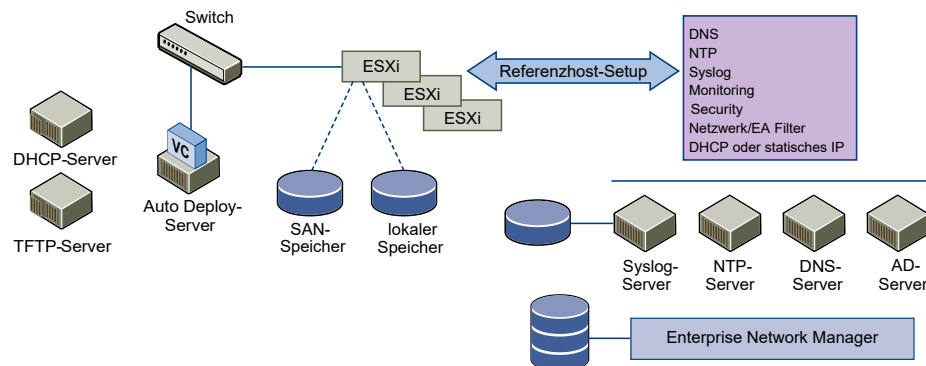 Switch
ESXi
ESXi
ESXi
Referenzhost-Setup
DNS
NTP
Syslog
Monitoring
Security
Netzwerk/EA Filter
DHCP oder statisches IP
DHCP-Server
TFTP-Server
VC
Auto Deploy-
Server
SAN-
Speicher
lokaler
Speicher
Syslog-
Server
NTP-
Server
DNS-
Server
AD-
Server
Enterprise Network Manager